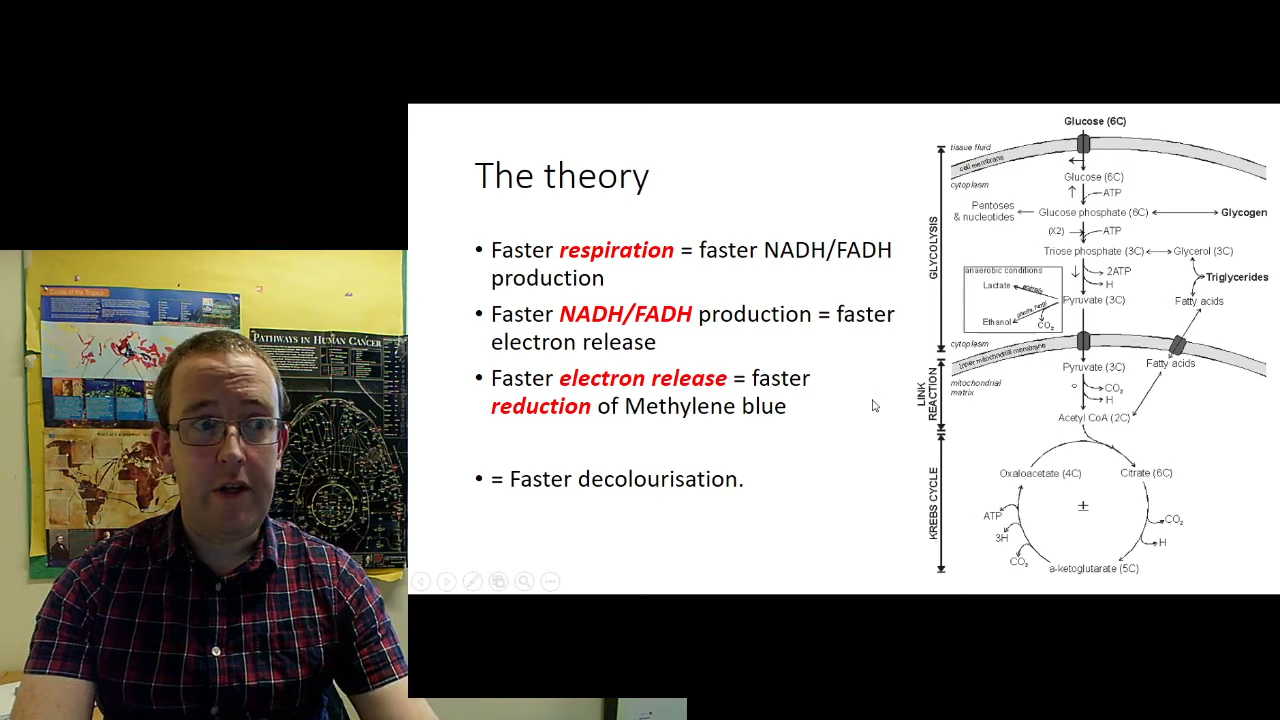 The theory
• Faster respiration = faster NADH/FADH
production
• Faster NADH/FADH production = faster
electron release
• Faster electron release = faster
reduction of Methylene blue
• = Faster decolourisation.
Glucose (6C)
tissue fluid
cell membrane
cytoplasm
Glucose (6C)
ATP
Pentoses
& nucleotides
Glucose phosphate (6C)
Glycogen
(X2)
ATP
Triose phosphate (3C)
Glycerol (3C)
anaerobic conditions
2ATP
H
Triglycerides
Lactate
animals
Pyruvate (3C)
Fatty acids
Ethanol
CO₂
cytoplasm
inner mitochondrial membrane
Pyruvate (3C)
Fatty acids
mitochondrial
matrix
CO₂
H
Acetyl CoA (2C)
Oxaloacetate (4C)
Citrate (6C)
±
ATP
3H
CO₂
CO₂
H
a-ketoglutarate (5C)
GLYCOLYSIS
LINK
REACTION
KREBS CYCLE
PATHWAYS IN HUMAN CANCER